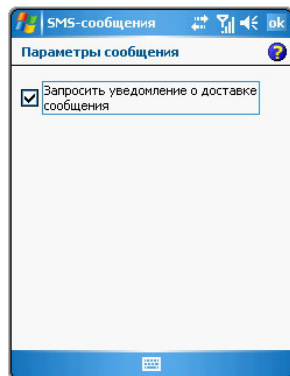 SMS-сообщения
ok
Параметры сообщения
?
Запросить уведомление о доставке
сообщения